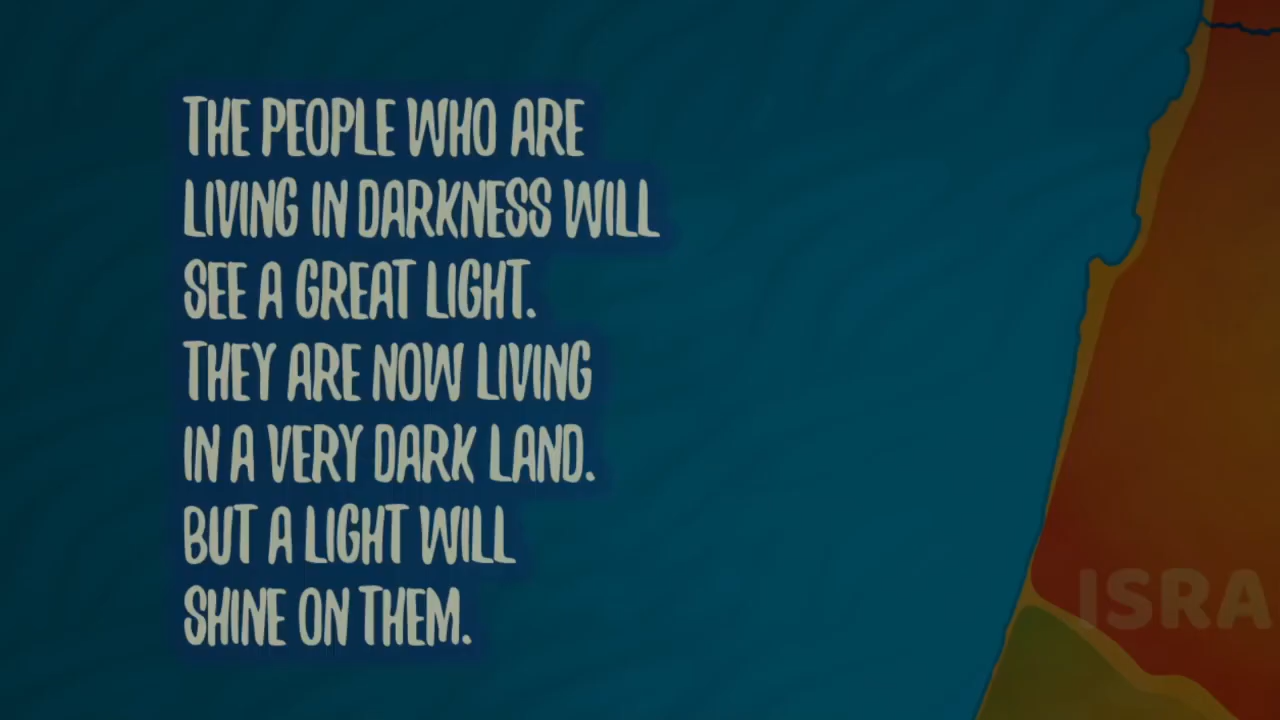 THE PEOPLE WHO ARE
LIVING IN DARKNESS WILL
SEE A GREAT LIGHT.
THEY ARE NOW LIVING
IN A VERY DARK LAND.
BUT A LIGHT WILL
SHINE ON THEM.
ISRA